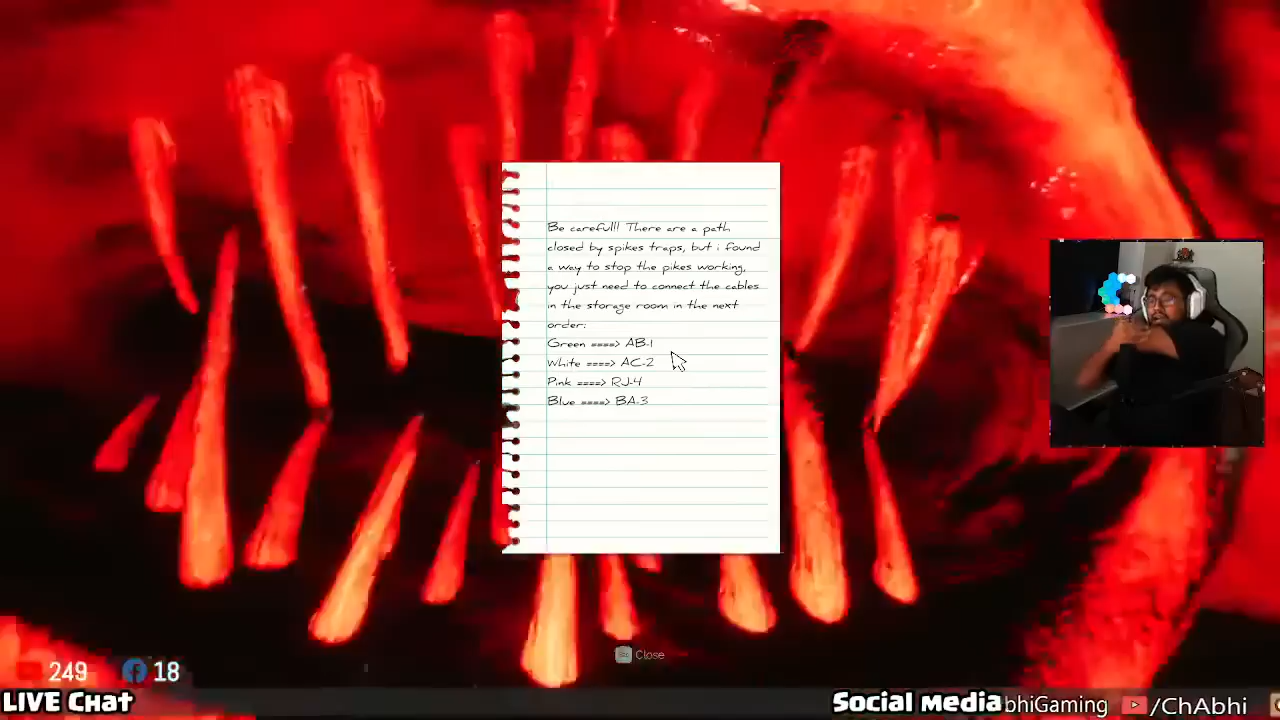 Be carefull! There are a path
closed by spikes traps, but i found
a way to stop the pikes working,
you just need to connect the cables
in the storage room in the next
order:
Green ====> AB-1
White ====> AC-2
Pink ====> RJ-4
Blue ====> BA-3
Close
249 18
LIVE Chat
Social Media
bhiGaming
/ChAbhi